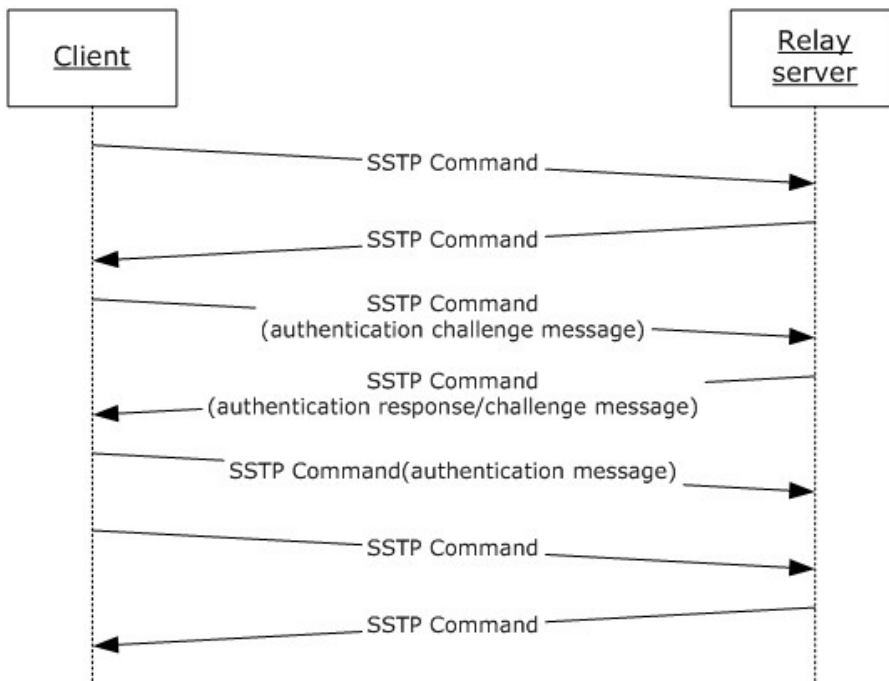 Client
Relay
server
SSTP Command
SSTP Command
SSTP Command
(authentication challenge message)
SSTP Command
(authentication response/challenge message)
SSTP Command(authentication message)
SSTP Command
SSTP Command